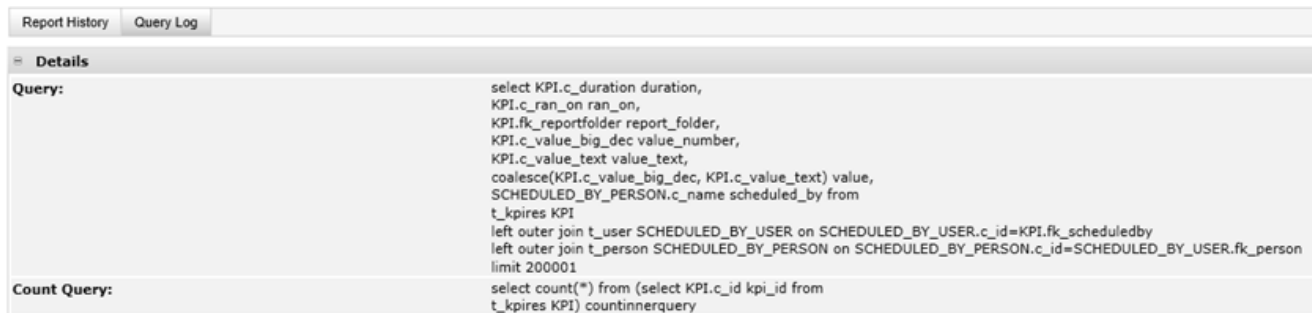 Report History Query Log
Details
Query: select KPI.c_duration duration,
KPI.c_ran_on ran_on,
KPI.fk_reportfolder report_folder,
KPI.c_value_big_dec value_number,
KPI.c_value_text value_text,
coalesce(KPI.c_value_big_dec, KPI.c_value_text) value,
SCHEDULED_BY_PERSON.c_name scheduled_by from
t_kpires KPI
left outer join t_user SCHEDULED_BY_USER on SCHEDULED_BY_USER.c_id=KPI.fk_scheduledby
left outer join t_person SCHEDULED_BY_PERSON on SCHEDULED_BY_PERSON.c_id=SCHEDULED_BY_USER.fk_person
limit 200001
Count Query: select count(*) from (select KPI.c_id kpi_id from
t_kpires KPI) countinnerquery